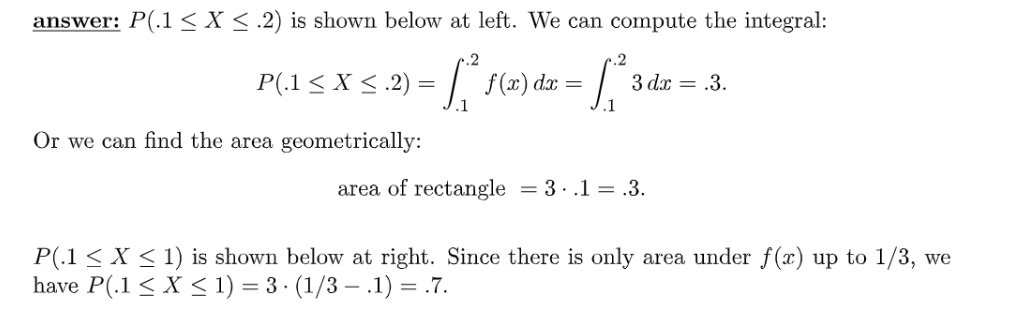 answer: P(.1 ≤ X ≤ .2) is shown below at left. We can compute the integral:
P(.1 ≤ X ≤ .2) = ∫_{.1}^{.2} f(x) dx = ∫_{.1}^{.2} 3 dx = .3.
Or we can find the area geometrically:
area of rectangle = 3 · .1 = .3.
P(.1 ≤ X ≤ 1) is shown below at right. Since there is only area under f(x) up to 1/3, we
have P(.1 ≤ X ≤ 1) = 3 · (1/3 − .1) = .7.